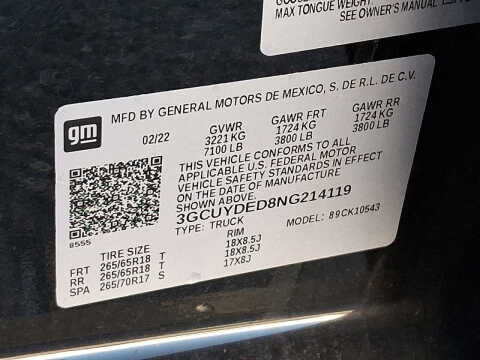 MAX TONGUE WEIGHT:
SEE OWNER'S MANUAL
gm
MFD BY GENERAL MOTORS DE MEXICO, S. DE R.L. DE C.V.
02/22 GVWR GAWR FRT GAWR RR
3221 KG 1724 KG 1724 KG
7100 LB 3800 LB 3800 LB
THIS VEHICLE CONFORMS TO ALL
APPLICABLE U.S. FEDERAL MOTOR
VEHICLE SAFETY STANDARDS IN EFFECT
ON THE DATE OF MANUFACTURE
3GCUYDED8NG214119
TYPE: TRUCK MODEL: 89CK10543
8555
TIRE SIZE RIM
FRT 265/65R18 T 18X8.5J
RR 265/65R18 T 18X8.5J
SPA 265/70R17 S 17X8J